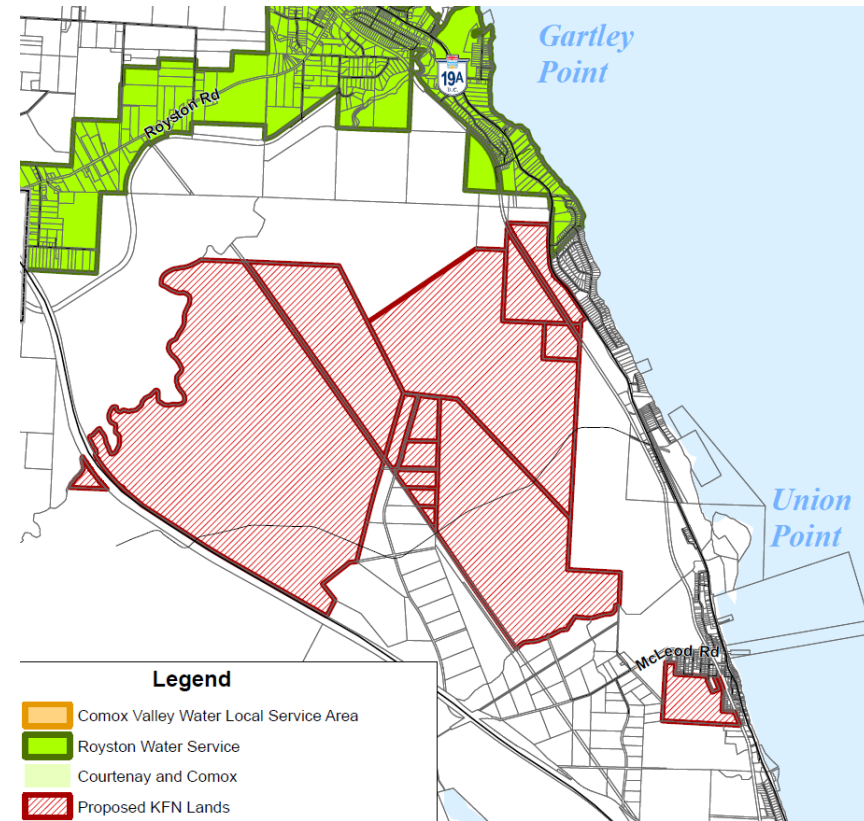 Gartley
Point
19A
B.C.
Royston Rd
Union
Point
McLeod Rd
Legend
Comox Valley Water Local Service Area
Royston Water Service
Courtenay and Comox
Proposed KFN Lands